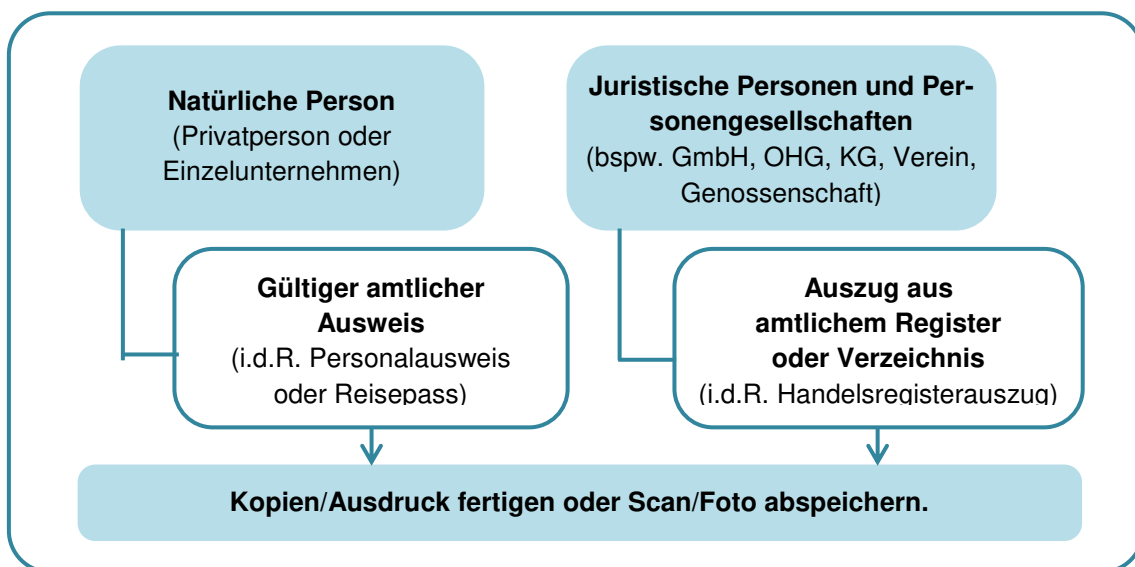 Natürliche Person
(Privatperson oder
Einzelunternehmen)
Juristische Personen und Per-
sonengesellschaften
(bspw. GmbH, OHG, KG, Verein,
Genossenschaft)
Gültiger amtlicher
Ausweis
(i.d.R. Personalausweis
oder Reisepass)
Auszug aus
amtlichem Register
oder Verzeichnis
(i.d.R. Handelsregisterauszug)
Kopien/Ausdruck fertigen oder Scan/Foto abspeichern.